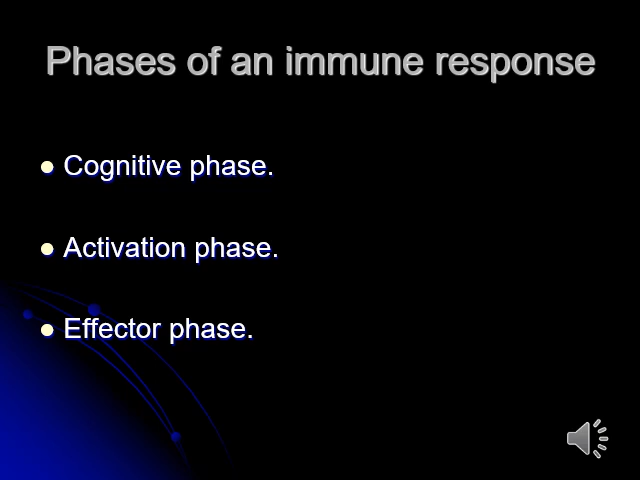 Phases of an immune response
Cognitive phase.
Activation phase.
Effector phase.